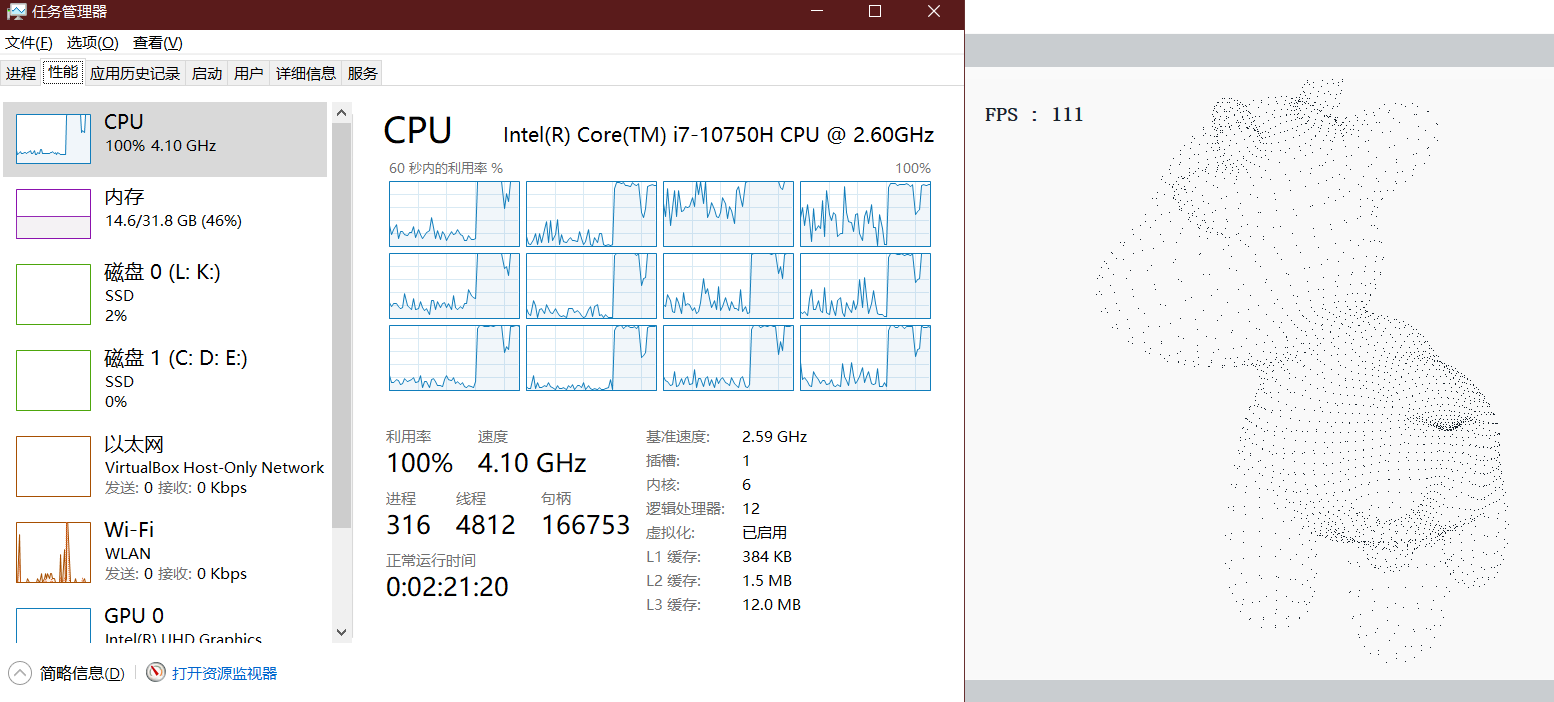 任务管理器
文件(F) 选项(O) 查看(V)
进程 性能 应用历史记录 启动 用户 详细信息 服务
CPU
100% 4.10 GHz
内存
14.6/31.8 GB (46%)
磁盘 0 (L: K:)
SSD
2%
磁盘 1 (C: D: E:)
SSD
0%
以太网
VirtualBox Host-Only Network
发送: 0 接收: 0 Kbps
Wi-Fi
WLAN
发送: 0 接收: 0 Kbps
GPU 0
Intel(R) UHD Graphics
简略信息(D) 打开资源监视器
CPU Intel(R) Core(TM) i7-10750H CPU @ 2.60GHz
60 秒内的利用率 % 100%
利用率 速度
100% 4.10 GHz
进程 线程 句柄
316 4812 166753
正常运行时间
0:02:21:20
基准速度: 2.59 GHz
插槽: 1
内核: 6
逻辑处理器: 12
虚拟化: 已启用
L1 缓存: 384 KB
L2 缓存: 1.5 MB
L3 缓存: 12.0 MB
FPS : 111